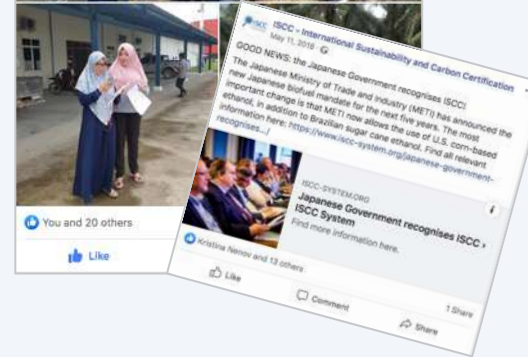 You and 20 others
Like
ISCC
ISCC - International Sustainability and Carbon Certification
May 11, 2018
GOOD NEWS: the Japanese Government recognises ISCC!
The Japanese Ministry of Trade and Industry (METI) has announced the
new Japanese biofuel mandate for the next five years. The most
important change is that METI now allows the use of U.S. corn-based
ethanol, in addition to Brazilian sugar cane ethanol. Find all relevant
information here: https://www.iscc-system.org/japanese-government-
recognises.../
ISCC-SYSTEM.ORG
Japanese Government recognises ISCC ›
ISCC System
Find more information here.
Kristina Nenov and 13 others
1 Share
Like
Comment
Share